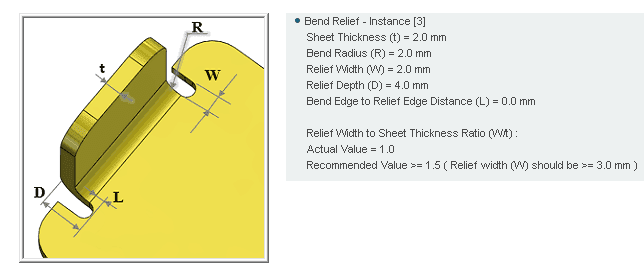 R
t
W
D
L
Bend Relief - Instance [3]
Sheet Thickness (t) = 2.0 mm
Bend Radius (R) = 2.0 mm
Relief Width (W) = 2.0 mm
Relief Depth (D) = 4.0 mm
Bend Edge to Relief Edge Distance (L) = 0.0 mm
Relief Width to Sheet Thickness Ratio (W/t) :
Actual Value = 1.0
Recommended Value >= 1.5 ( Relief width (W) should be >= 3.0 mm )